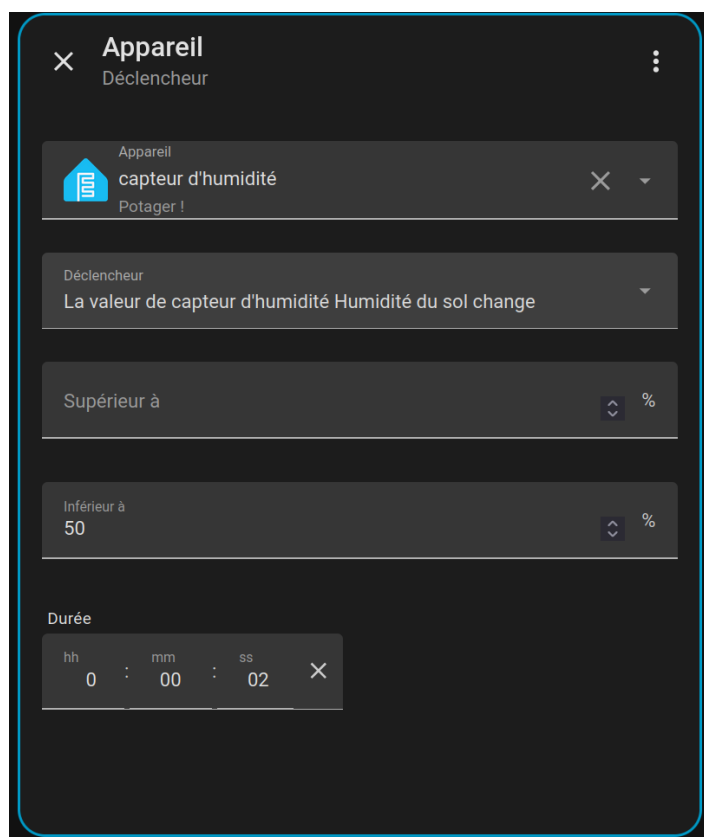 Appareil
Déclencheur
Appareil
capteur d'humidité
Potager !
Déclencheur
La valeur de capteur d'humidité Humidité du sol change
Supérieur à
%
Inférieur à
50
%
Durée
hh mm ss
0 : 00 : 02